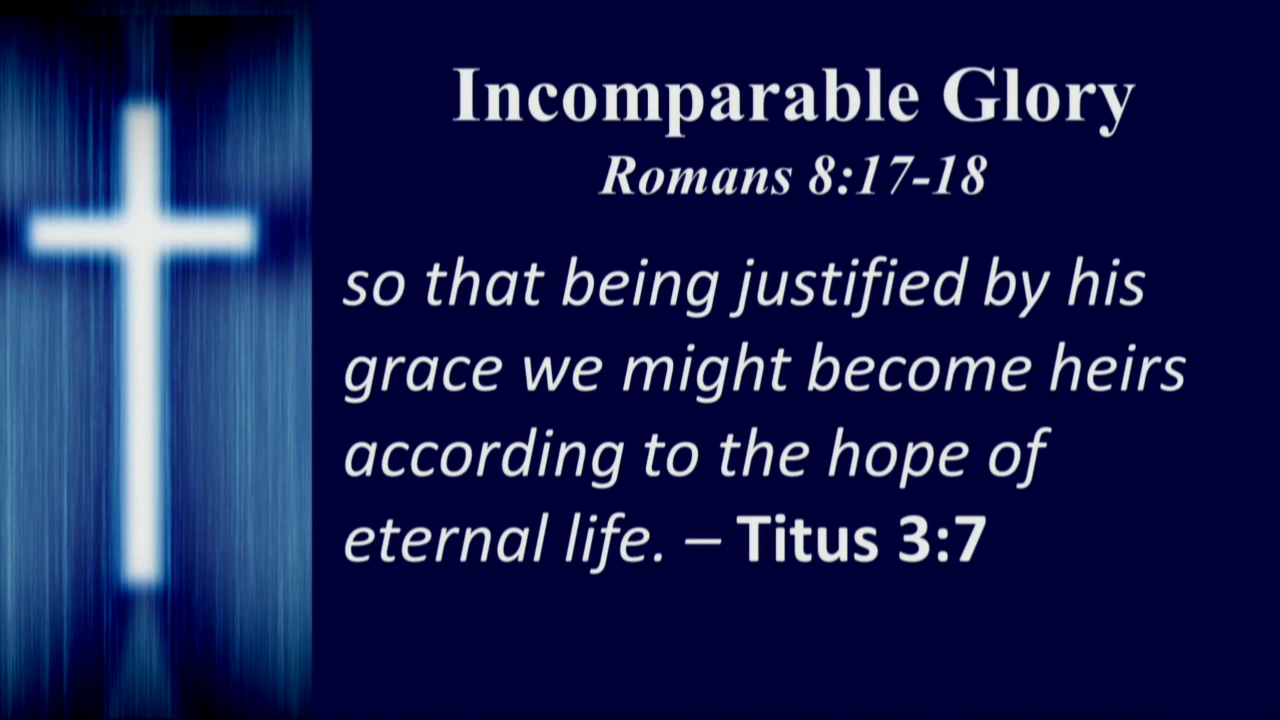 Incomparable Glory
Romans 8:17-18
so that being justified by his
grace we might become heirs
according to the hope of
eternal life. – Titus 3:7